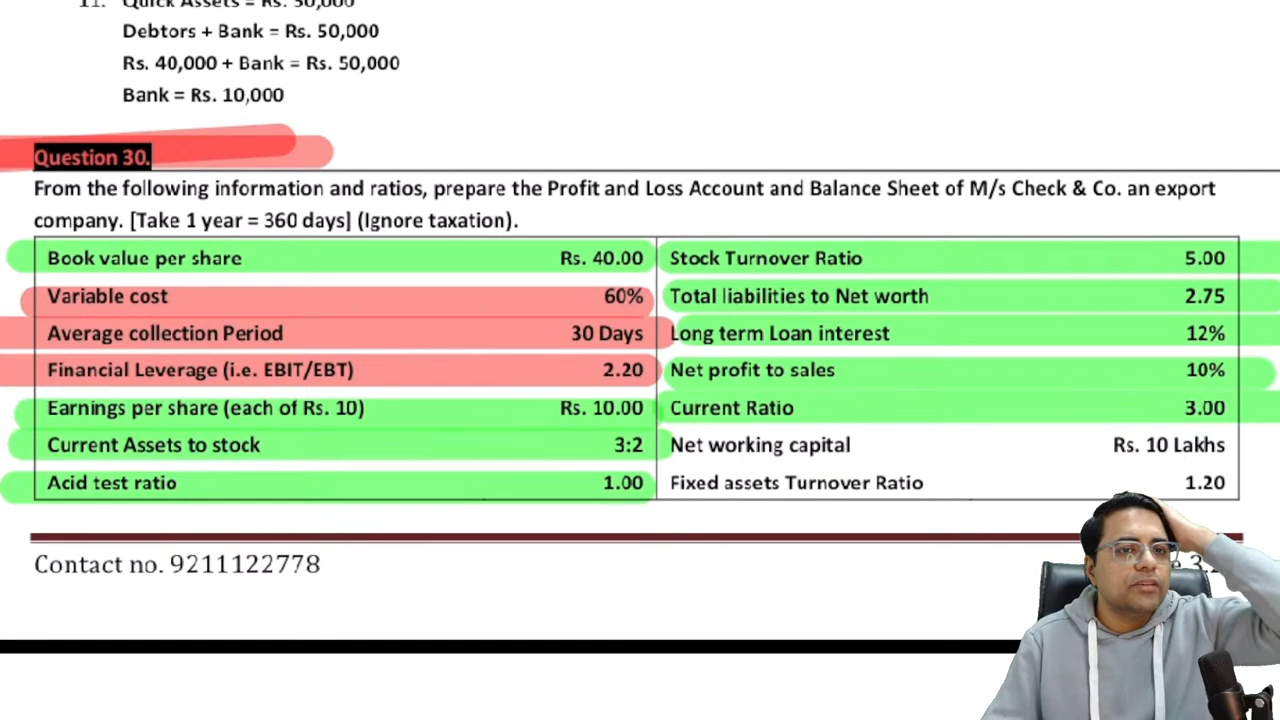 11. Quick Assets = Rs. 50,000
Debtors + Bank = Rs. 50,000
Rs. 40,000 + Bank = Rs. 50,000
Bank = Rs. 10,000
Question 30.
From the following information and ratios, prepare the Profit and Loss Account and Balance Sheet of M/s Check & Co. an export
company. [Take 1 year = 360 days] (Ignore taxation).
Book value per share Rs. 40.00 Stock Turnover Ratio 5.00
Variable cost 60% Total liabilities to Net worth 2.75
Average collection Period 30 Days Long term Loan interest 12%
Financial Leverage (i.e. EBIT/EBT) 2.20 Net profit to sales 10%
Earnings per share (each of Rs. 10) Rs. 10.00 Current Ratio 3.00
Current Assets to stock 3:2 Net working capital Rs. 10 Lakhs
Acid test ratio 1.00 Fixed assets Turnover Ratio 1.20
Contact no. 9211122778